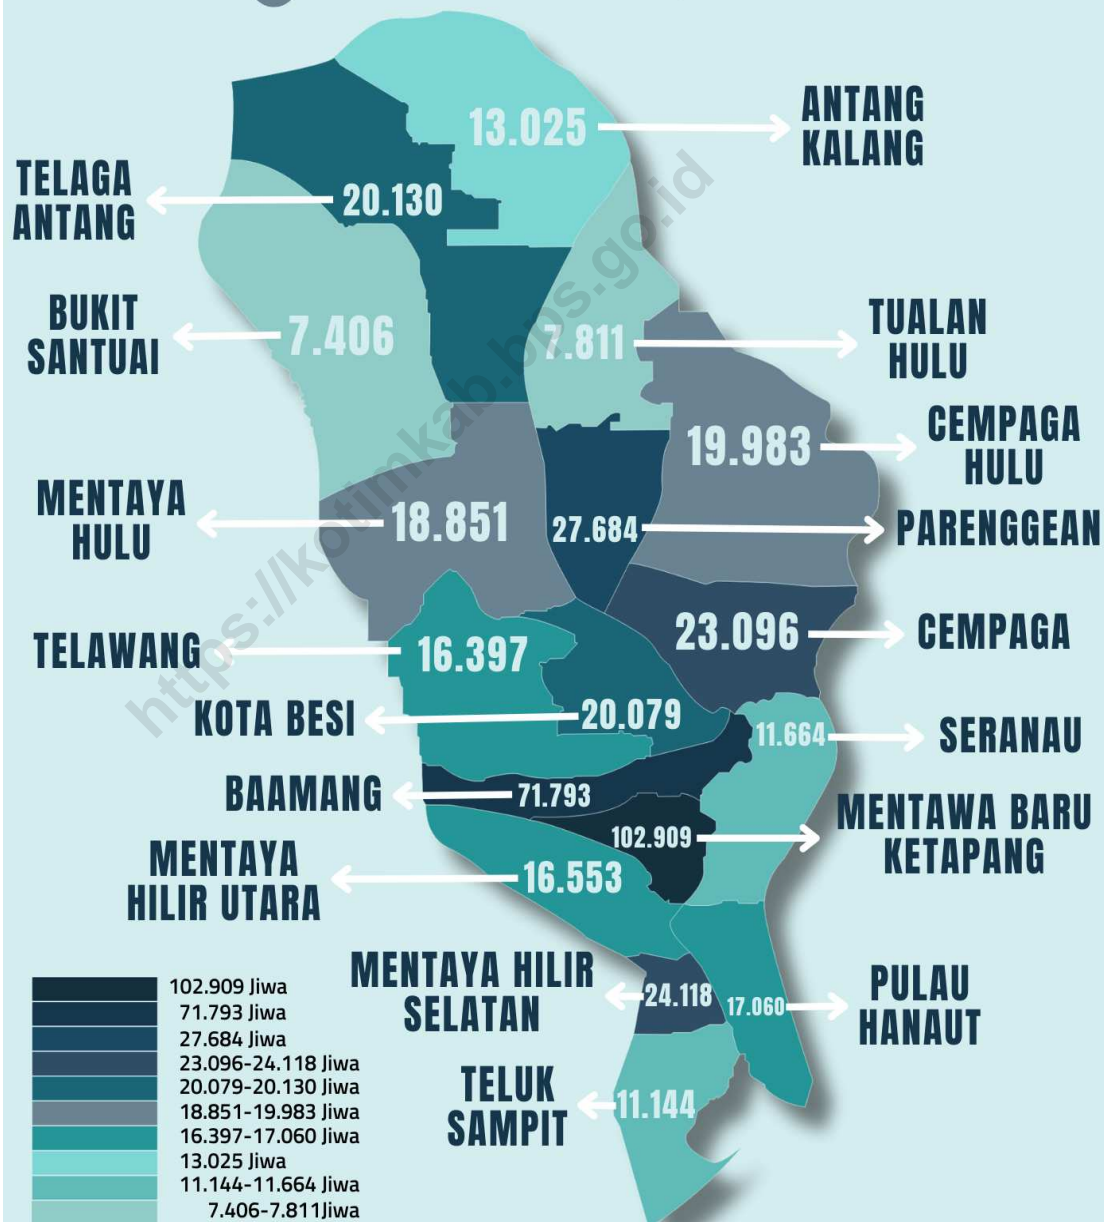 13.025
ANTANG
KALANG
TELAGA
ANTANG
20.130
BUKIT
SANTUAI
7.406
7.811
TUALAN
HULU
19.983
CEMPAGA
HULU
MENTAYA
HULU
18.851
27.684
PARENGGEAN
TELAWANG
16.397
23.096
CEMPAGA
KOTA BESI
20.079
11.664
SERANAU
BAAMANG
71.793
102.909
MENTAWA BARU
KETAPANG
MENTAYA
HILIR UTARA
16.553
MENTAYA HILIR
SELATAN
24.118
17.060
PULAU
HANAUT
TELUK
SAMPIT
11.144
102.909 Jiwa
71.793 Jiwa
27.684 Jiwa
23.096-24.118 Jiwa
20.079-20.130 Jiwa
18.851-19.983 Jiwa
16.397-17.060 Jiwa
13.025 Jiwa
11.144-11.664 Jiwa
7.406-7.811Jiwa
https://kotimkab.bps.go.id